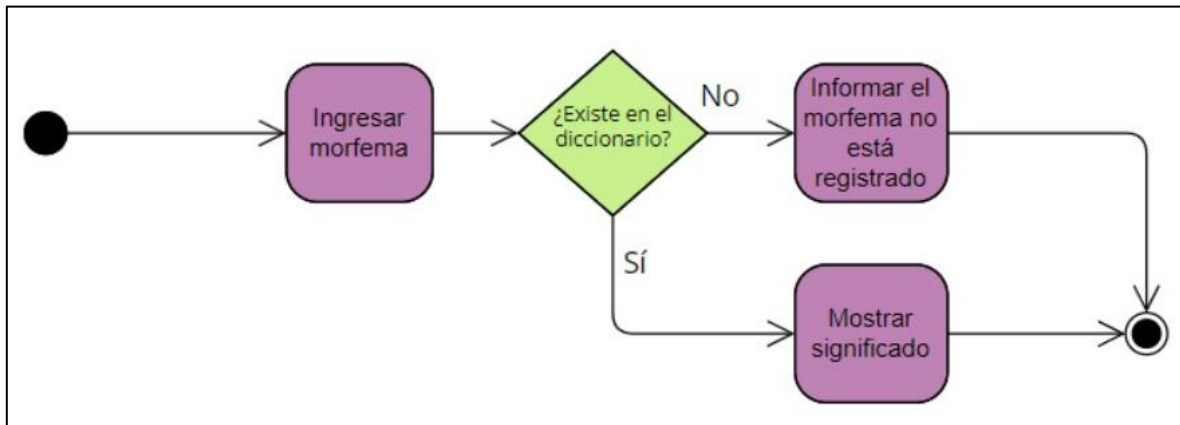 Ingresar
morfema
¿Existe en el
diccionario?
No
Informar el
morfema no
está
registrado
Sí
Mostrar
significado